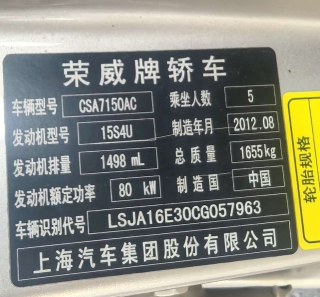 荣威牌轿车
车辆型号 CSA7150AC 乘坐人数 5
发动机型号 15S4U 制造年月 2012.08
发动机排量 1498 mL 总质量 1655kg
发动机额定功率 80 kW 制造国 中国
车辆识别代号 LSJA16E30CG057963
上海汽车集团股份有限公司
轮胎规格